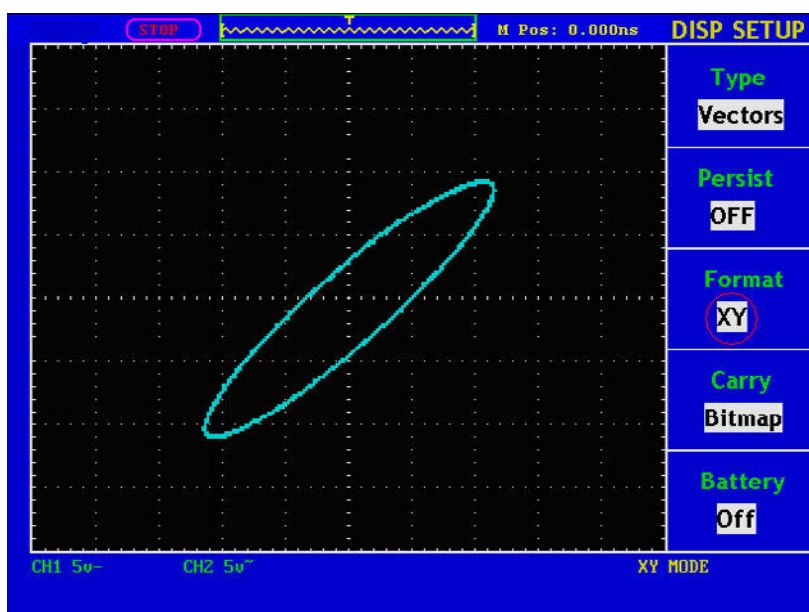 STOP
T
M Pos: 0.000ns
DISP SETUP
Type
Vectors
Persist
OFF
Format
XY
Carry
Bitmap
Battery
Off
CH1 5v-
CH2 5v~
XY MODE